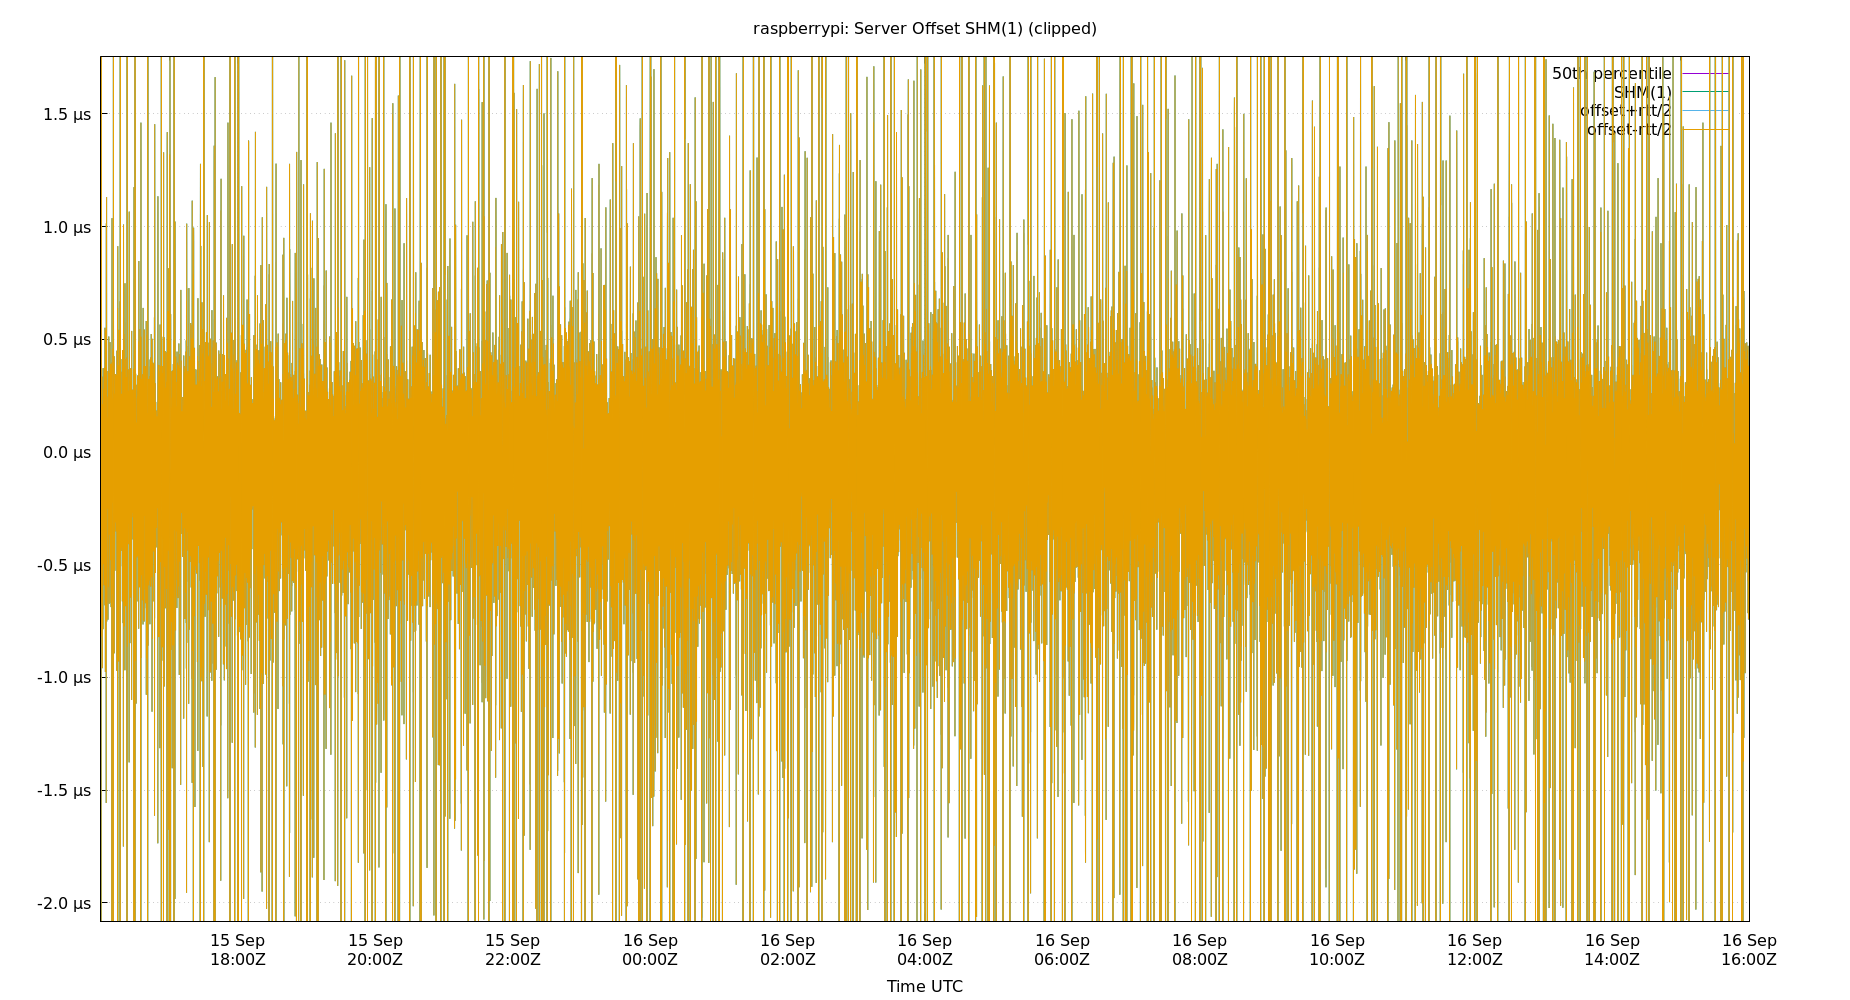 raspberrypi: Server Offset SHM(1) (clipped)
50th percentile
SHM(1)
offset+rtt/2
offset-rtt/2
1.5 µs
1.0 µs
0.5 µs
0.0 µs
-0.5 µs
-1.0 µs
-1.5 µs
-2.0 µs
15 Sep 15 Sep 15 Sep 16 Sep 16 Sep 16 Sep 16 Sep 16 Sep 16 Sep 16 Sep 16 Sep 16 Sep
18:00Z 20:00Z 22:00Z 00:00Z 02:00Z 04:00Z 06:00Z 08:00Z 10:00Z 12:00Z 14:00Z 16:00Z
Time UTC